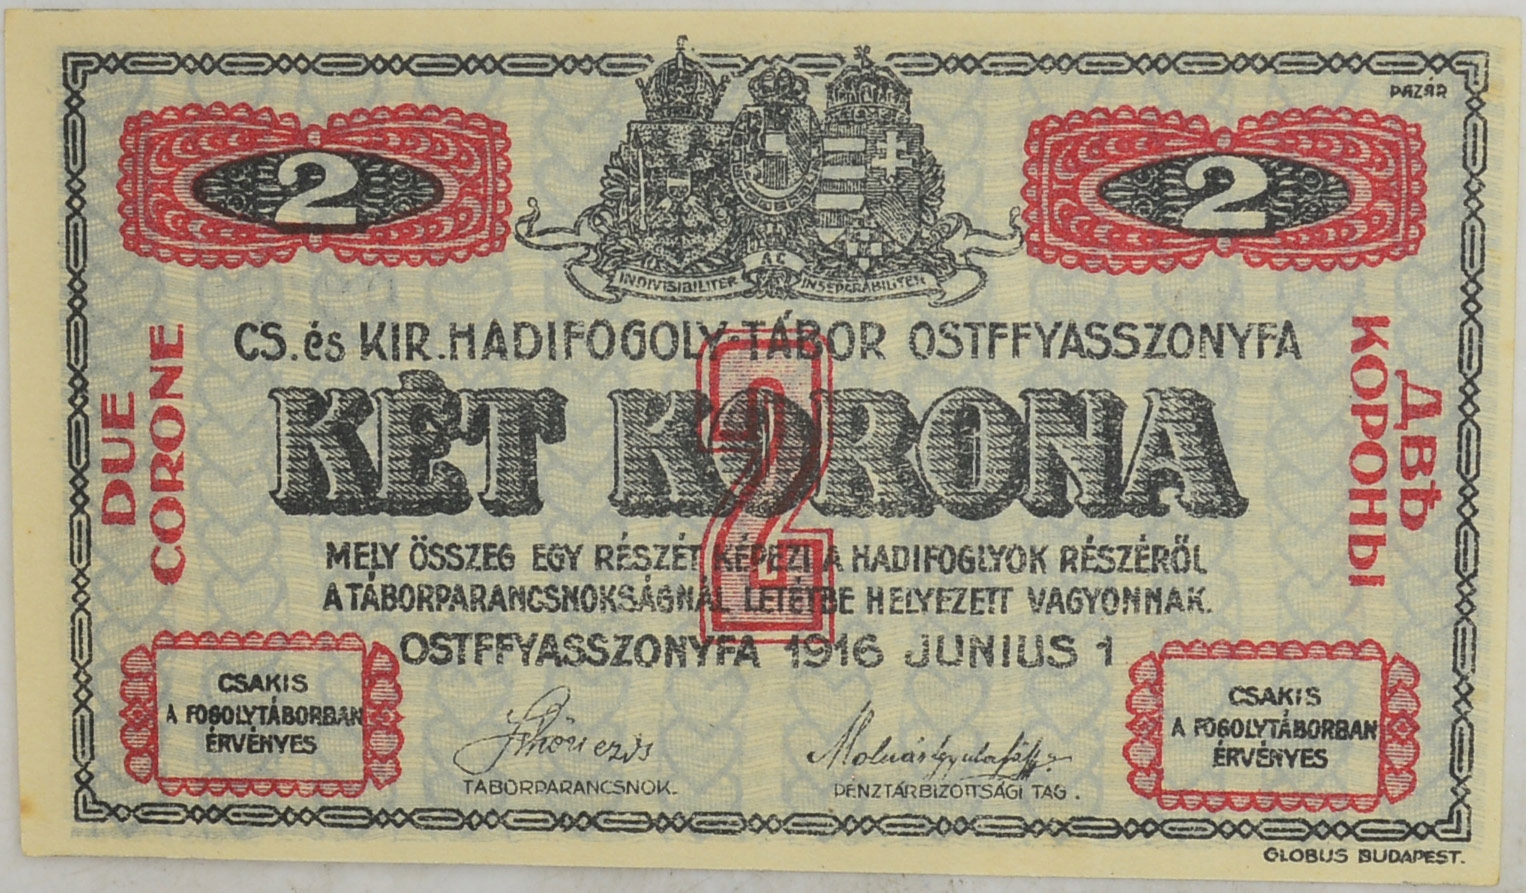 PAZÁR
2
2
INDIVISIBILITER AC INSEPARABILITER
CS. és KIR. HADIFOGOLY-TÁBOR OSTFFYASSZONYFA
KÉT KORONA
2
DUE
CORONE
ДВѢ
КОРОНЫ
MELY ÖSSZEG EGY RÉSZÉT KÉPEZI A HADIFOGLYOK RÉSZÉRŐL
A TÁBORPARANCSNOKSÁGNÁL LETÉTBE HELYEZETT VAGYONNAK.
OSTFFYASSZONYFA 1916 JUNIUS 1
CSAKIS
A FOGOLYTÁBORBAN
ÉRVÉNYES
TÁBORPARANCSNOK.
PÉNZTÁRBIZOTTSÁGI TAG.
CSAKIS
A FOGOLYTÁBORBAN
ÉRVÉNYES
GLOBUS BUDAPEST.